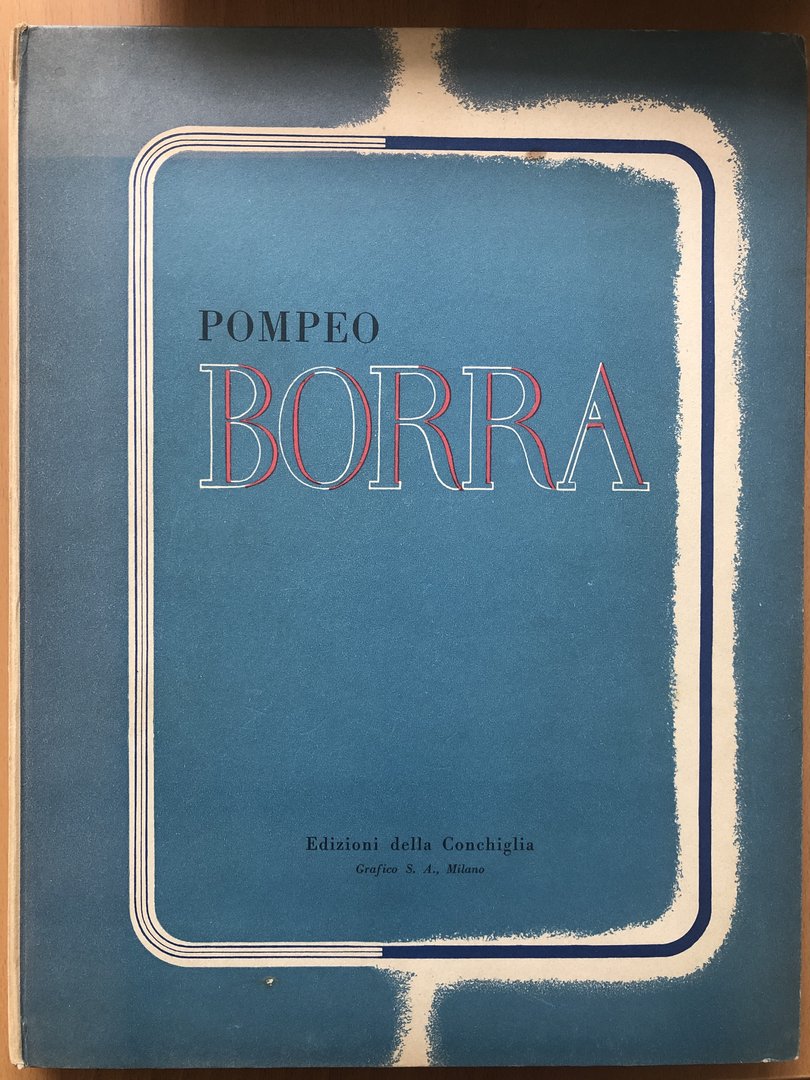 POMPEO
BORRA
Edizioni della Conchiglia
Grafico S. A., Milano